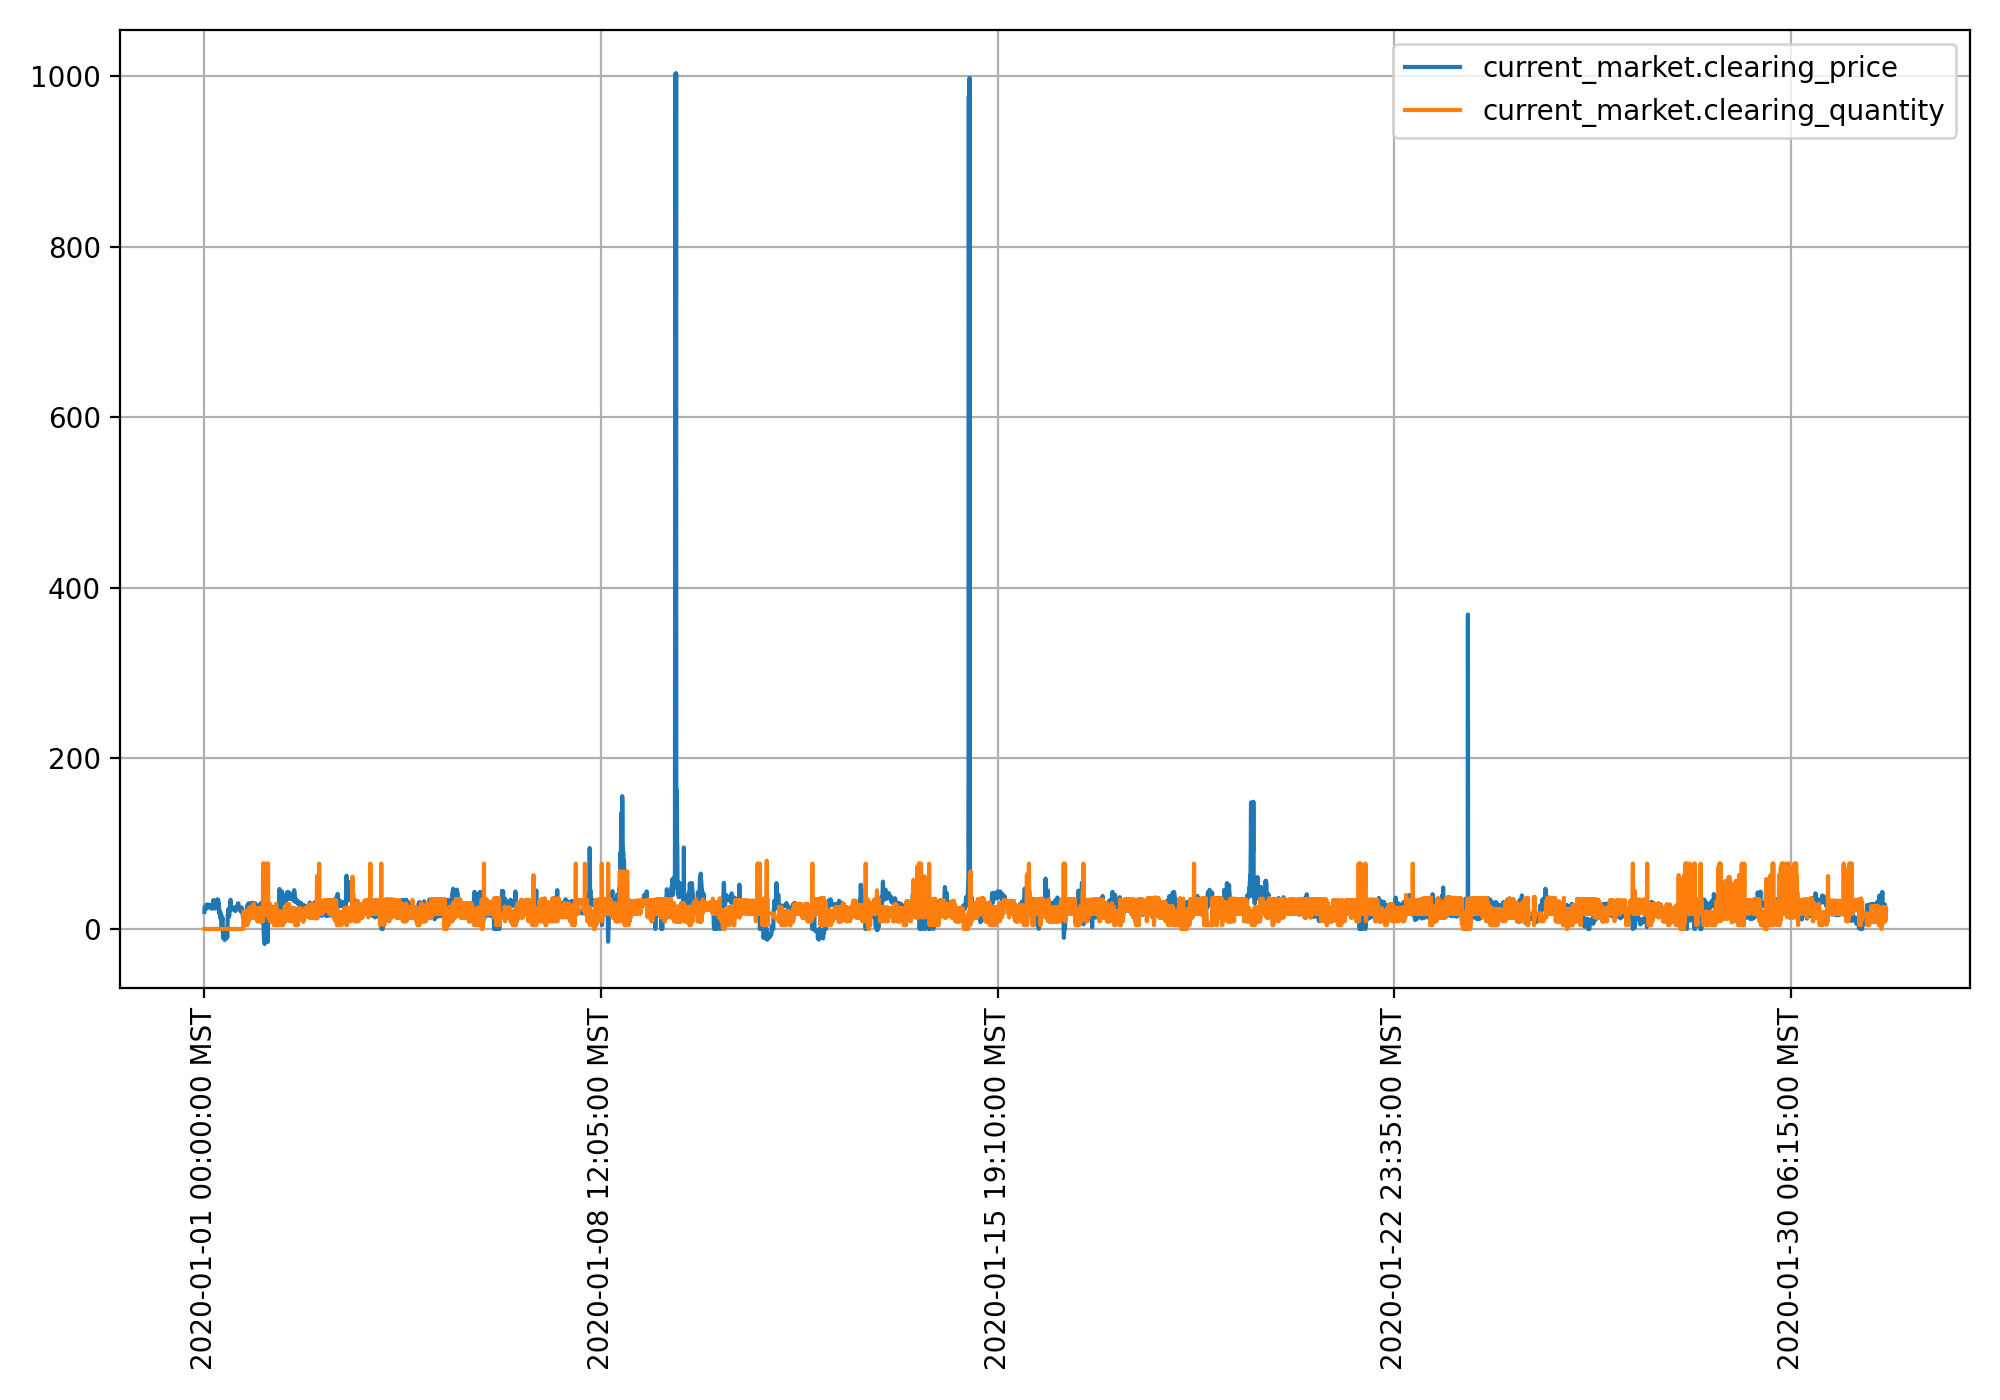 1000
800
600
400
200
0
current_market.clearing_price
current_market.clearing_quantity
2020-01-01 00:00:00 MST
2020-01-08 12:05:00 MST
2020-01-15 19:10:00 MST
2020-01-22 23:35:00 MST
2020-01-30 06:15:00 MST